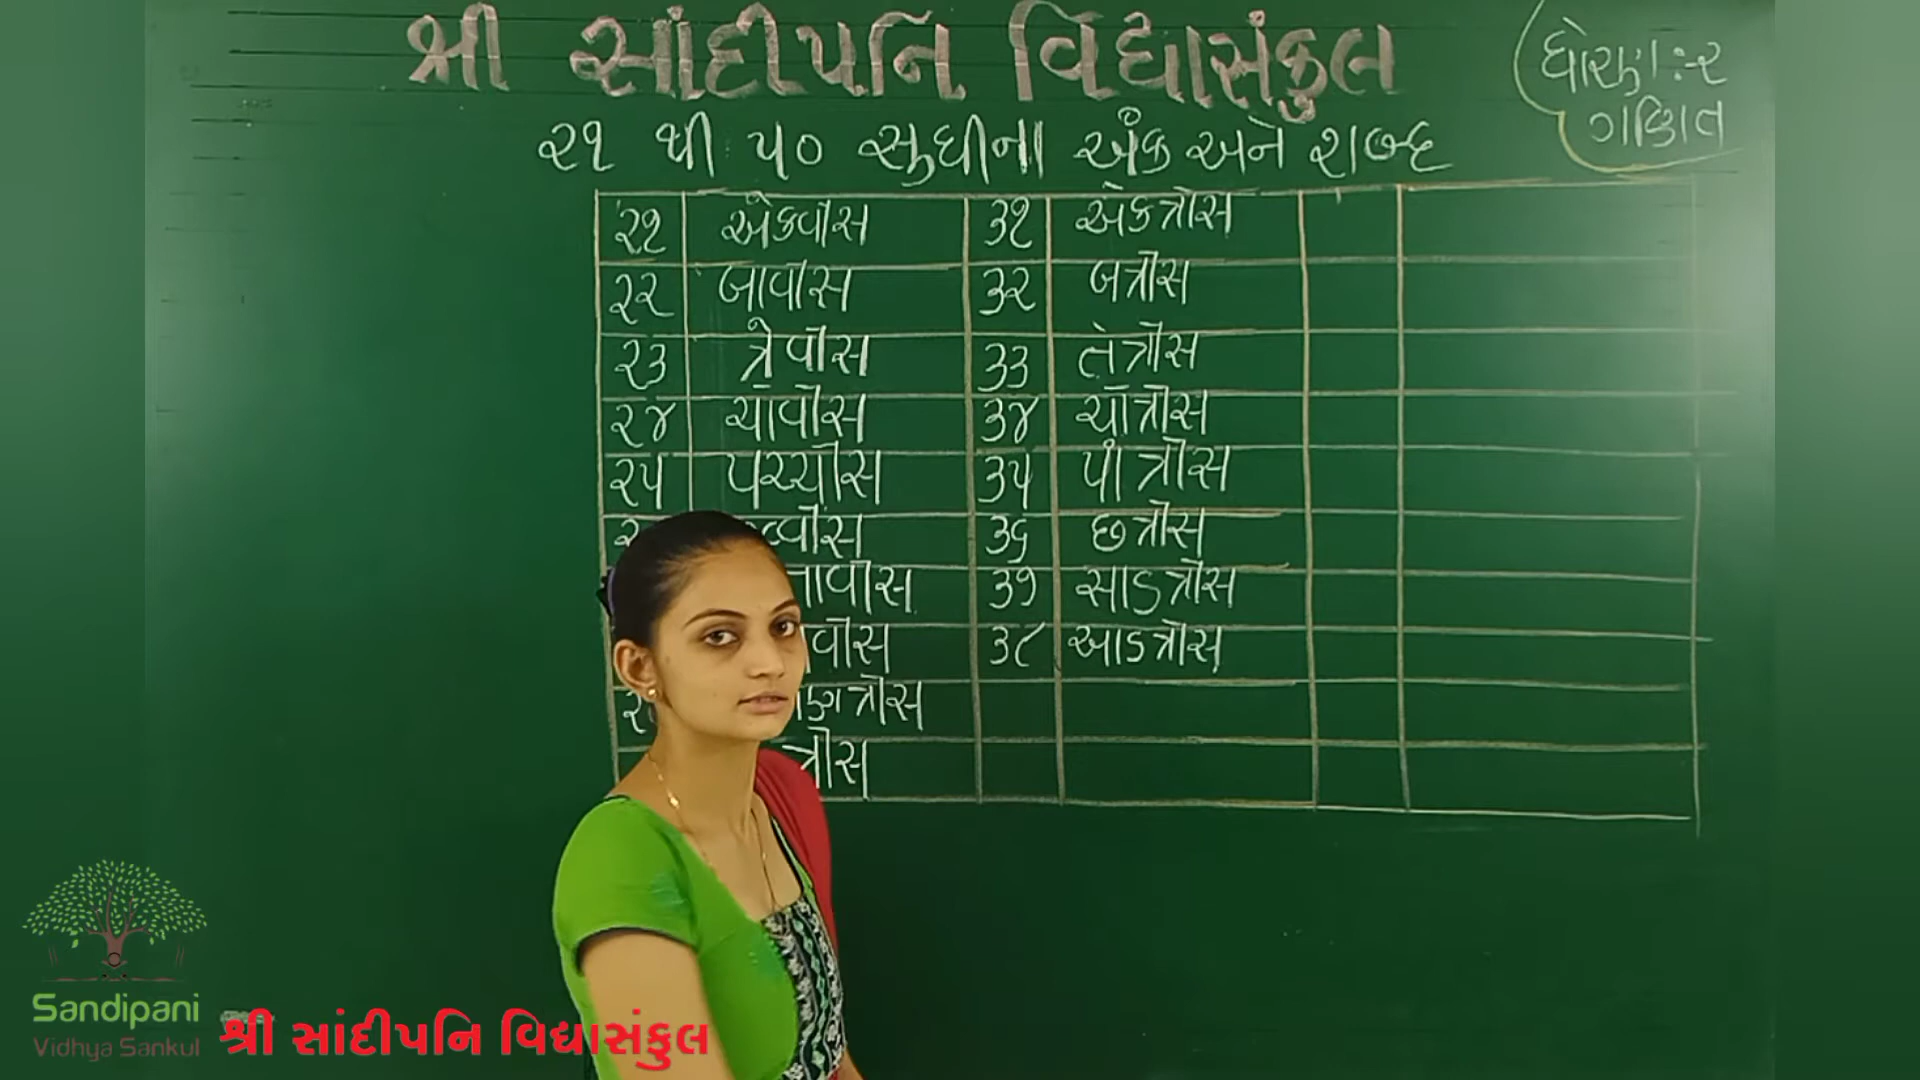 શ્રી સાંદીપનિ વિદ્યાસંકુલ
ધોરણ :-૨
ગણિત
૨૧ થી ૫૦ સુધીના અંક અને શબ્દ
૨૧ એકવીસ ૩૧ એકત્રીસ
૨૨ બાવીસ ૩૨ બત્રીસ
૨૩ ત્રેવીસ ૩૩ તેત્રીસ
૨૪ ચોવીસ ૩૪ ચોત્રીસ
૨૫ પચ્ચીસ ૩૫ પાંત્રીસ
૩૬ છત્રીસ
૩૭ સાડત્રીસ
૩૮ આડત્રીસ
ત્રીસ
Sandipani
Vidhya Sankul
શ્રી સાંદીપનિ વિદ્યાસંકુલ